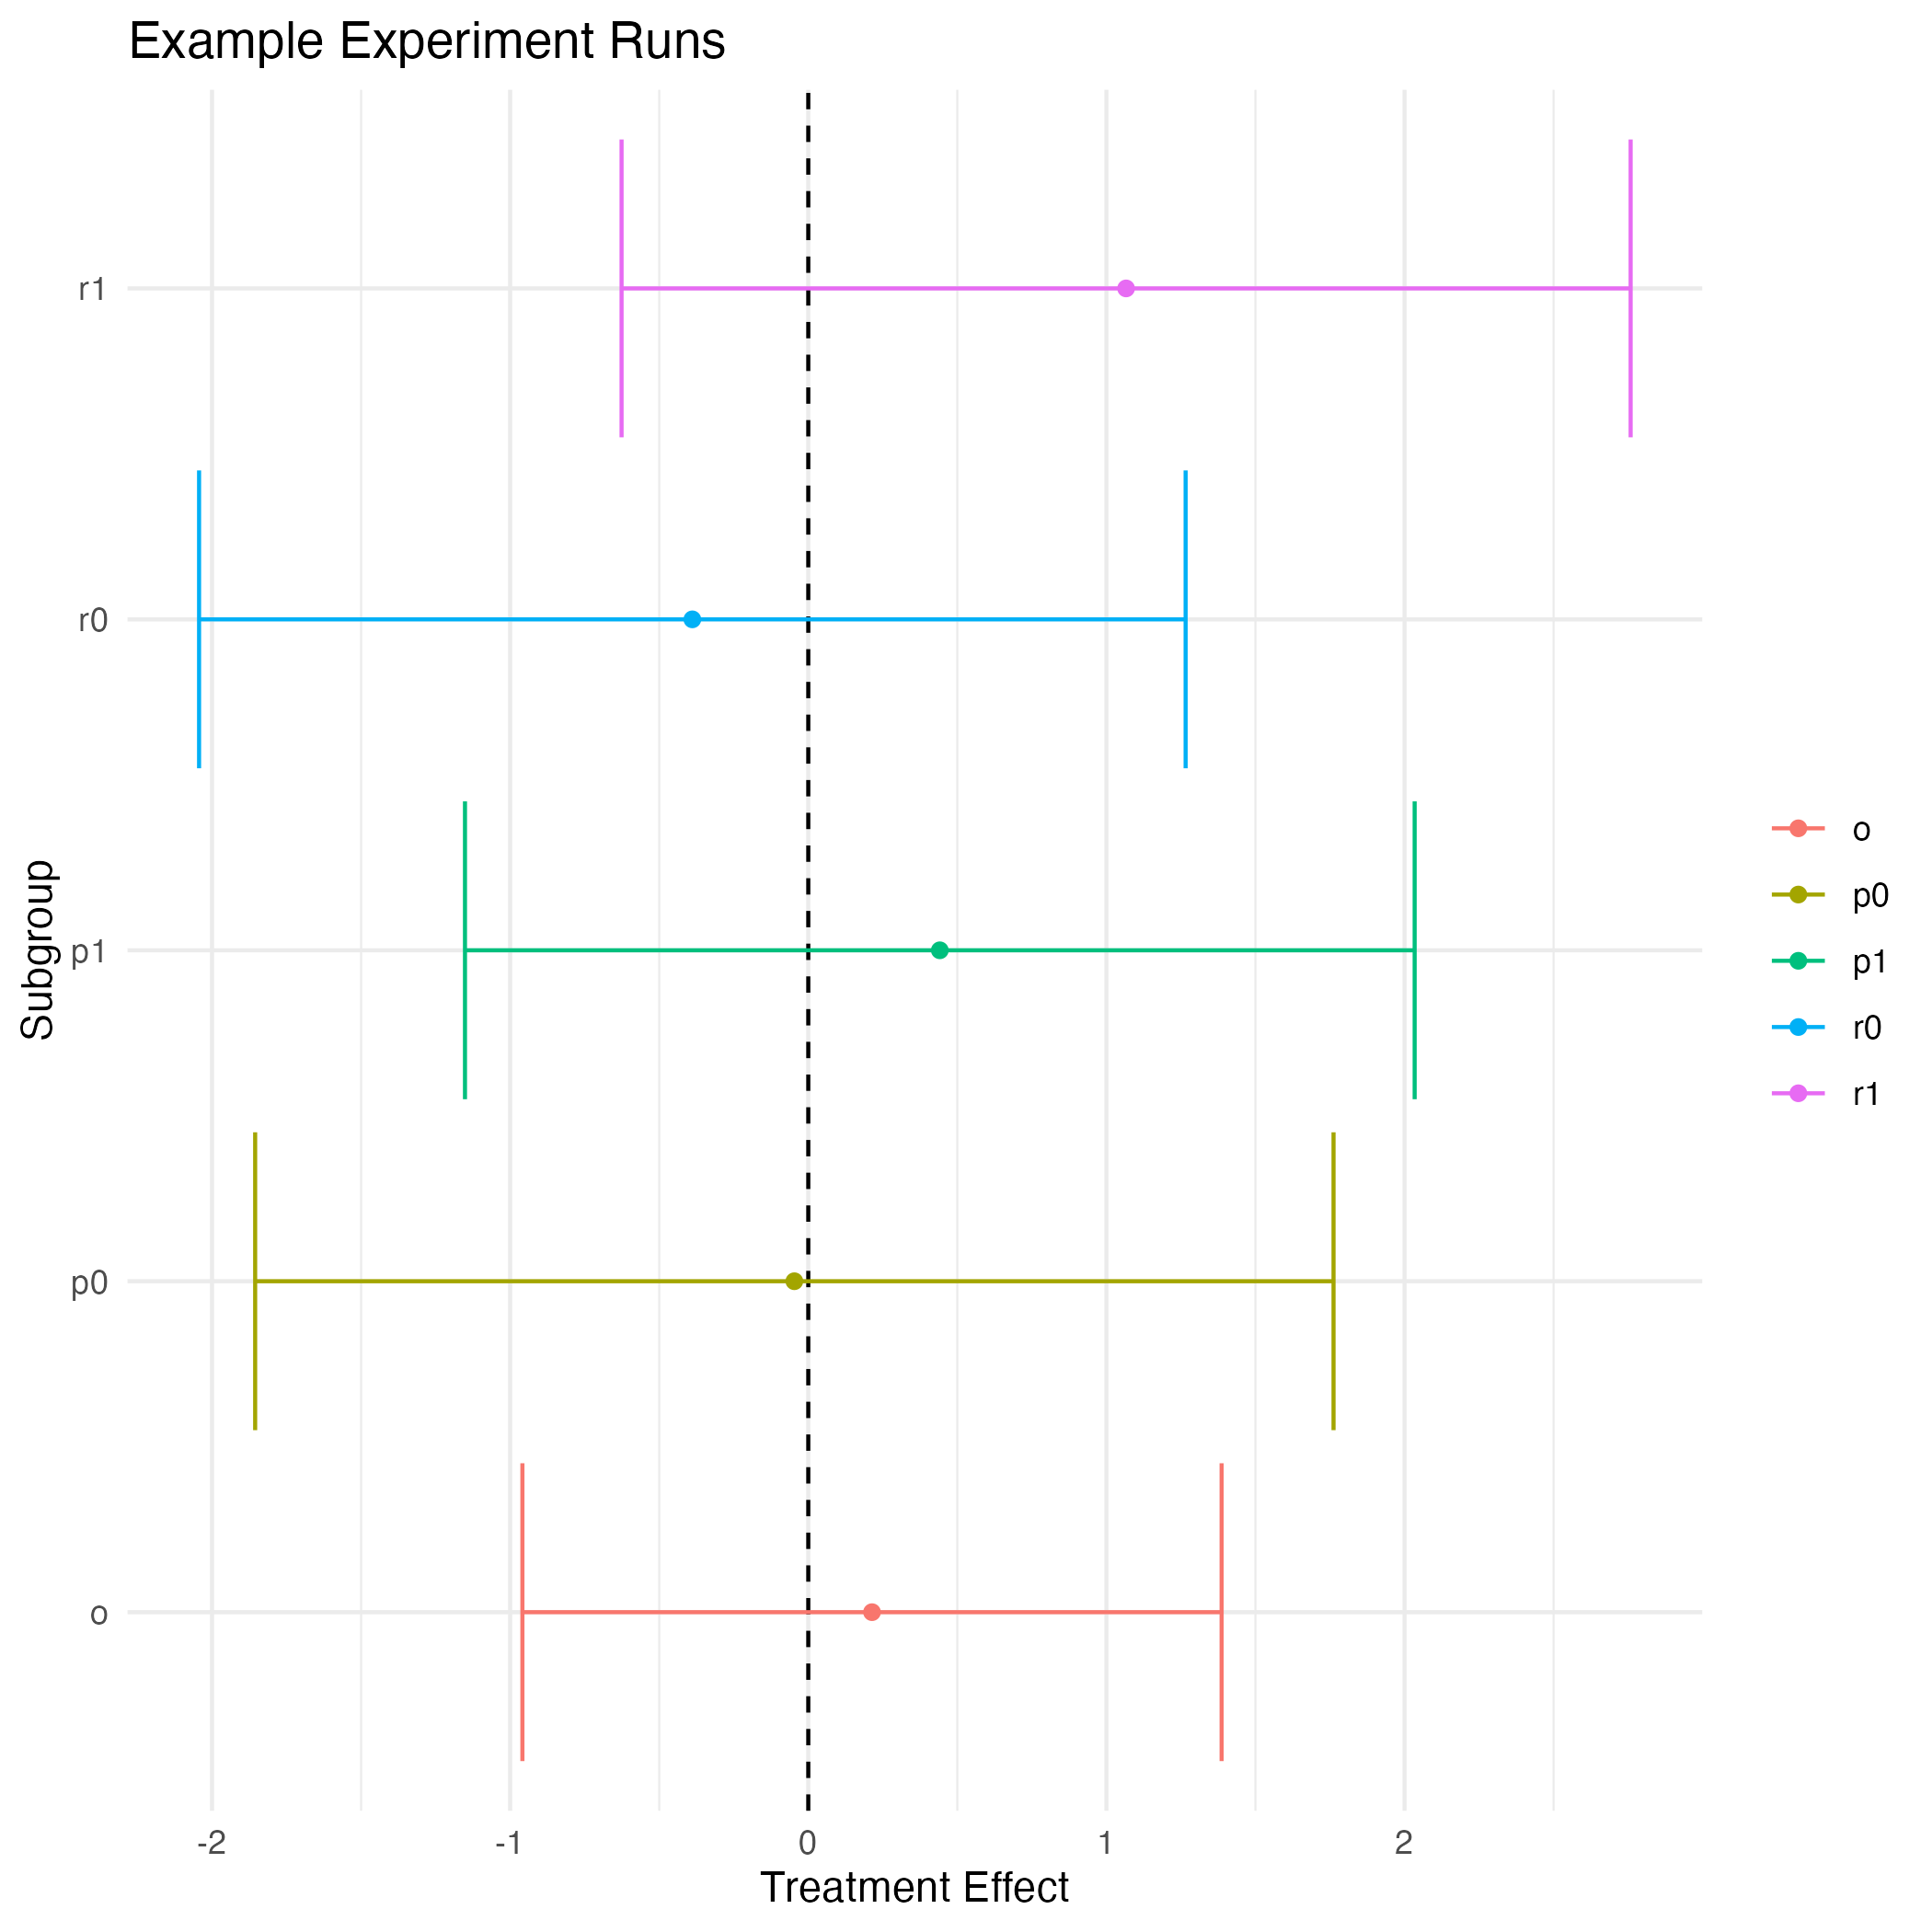 Example Experiment Runs
Subgroup
r1
r0
p1
p0
o
-2 -1 0 1 2
Treatment Effect
o
p0
p1
r0
r1